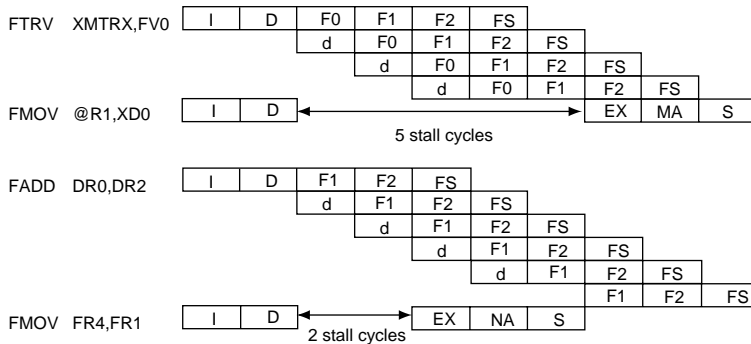 FTRV XMTRX,FV0 I D F0 F1 F2 FS
d F0 F1 F2 FS
d F0 F1 F2 FS
d F0 F1 F2 FS
FMOV @R1,XD0 I D EX MA S
5 stall cycles
FADD DR0,DR2 I D F1 F2 FS
d F1 F2 FS
d F1 F2 FS
d F1 F2 FS
d F1 F2 FS
F1 F2 FS
FMOV FR4,FR1 I D EX NA S
2 stall cycles